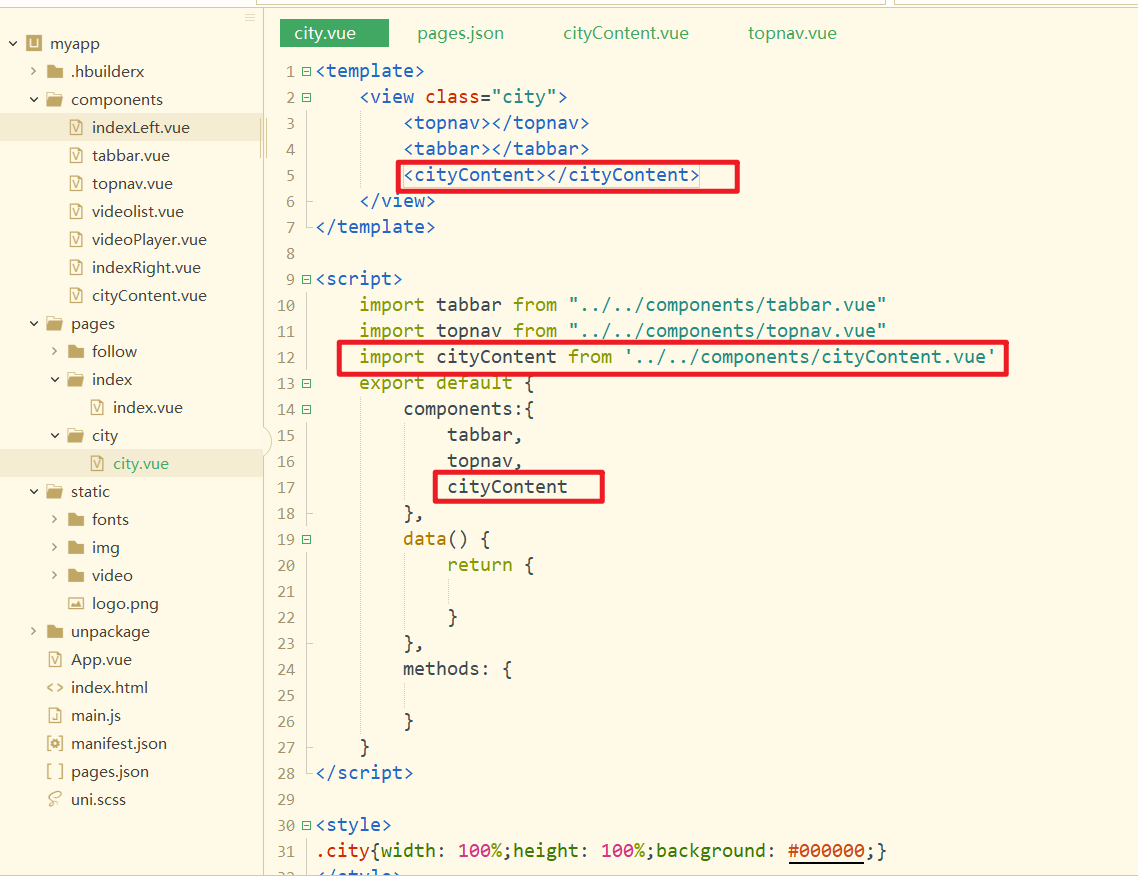 myapp
.hbuilderx
components
indexLeft.vue
tabbar.vue
topnav.vue
videolist.vue
videoPlayer.vue
indexRight.vue
cityContent.vue
pages
follow
index
index.vue
city
city.vue
static
fonts
img
video
logo.png
unpackage
App.vue
index.html
main.js
manifest.json
pages.json
uni.scss
city.vue pages.json cityContent.vue topnav.vue
1 <template>
2 <view class="city">
3 <topnav></topnav>
4 <tabbar></tabbar>
5 <cityContent></cityContent>
6 </view>
7 </template>
8
9 <script>
10 import tabbar from "../../components/tabbar.vue"
11 import topnav from "../../components/topnav.vue"
12 import cityContent from '../../components/cityContent.vue'
13 export default {
14 components:{
15 tabbar,
16 topnav,
17 cityContent
18 },
19 data() {
20 return {
21
22 }
23 },
24 methods: {
25
26 }
27 }
28 </script>
29
30 <style>
31 .city{width: 100%;height: 100%;background: #000000;}
32 </style>